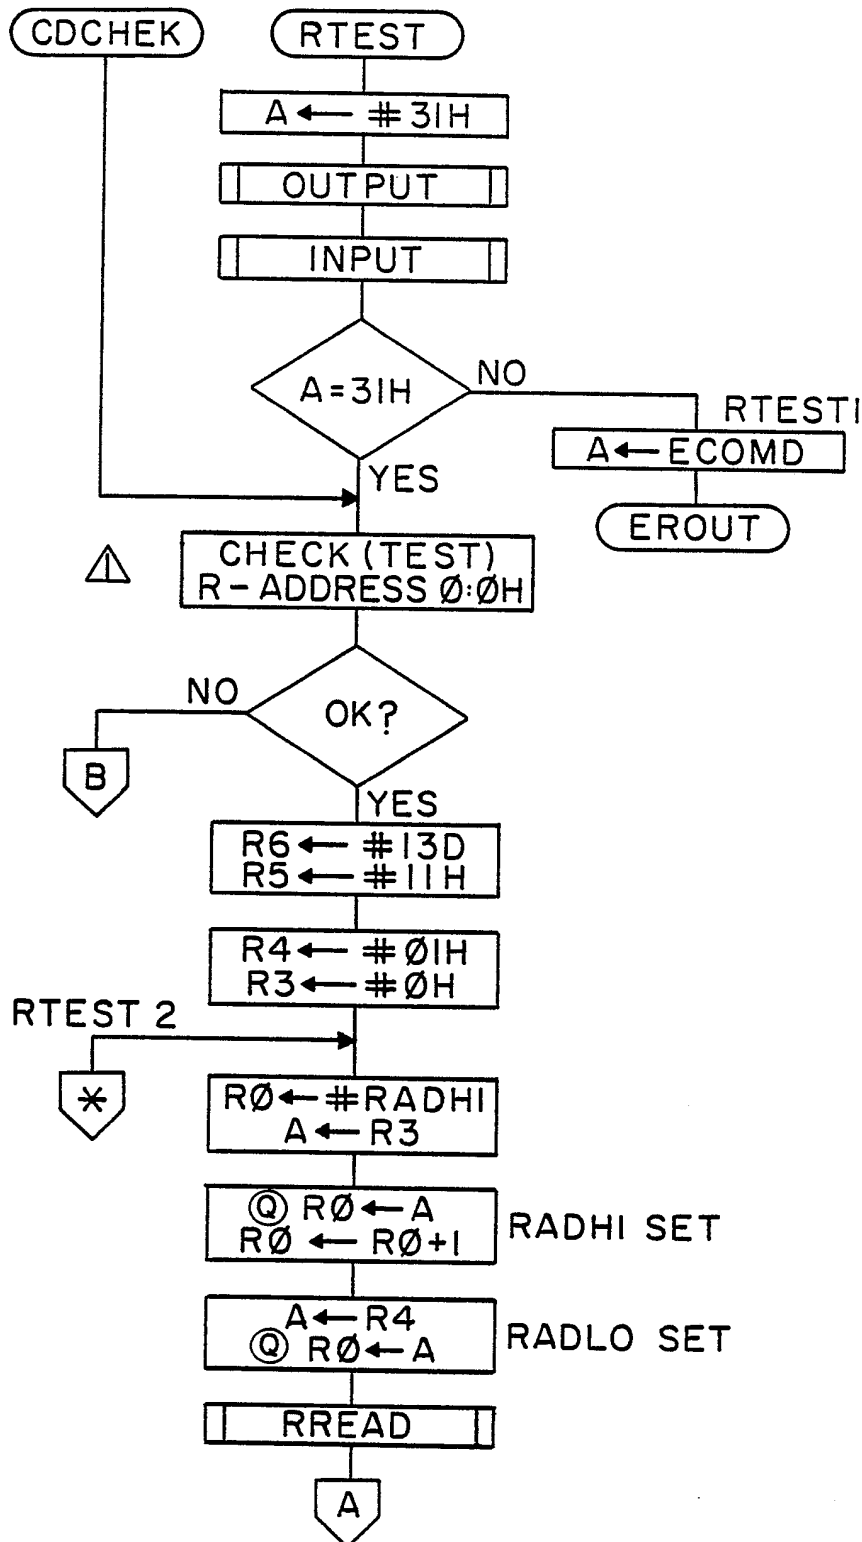 CDCHEK
RTEST
A ← # 31H
OUTPUT
INPUT
A=31H
NO
RTEST1
A ← ECOMD
EROUT
YES
1
CHECK (TEST)
R - ADDRESS Ø:ØH
OK?
NO
B
YES
R6 ← # 13D
R5 ← # 11H
R4 ← # Ø1H
R3 ← # ØH
RTEST 2
*
RØ ← # RADHI
A ← R3
Ⓠ RØ ← A
RØ ← RØ+1
RADHI SET
A ← R4
Ⓠ RØ ← A
RADLO SET
RREAD
A